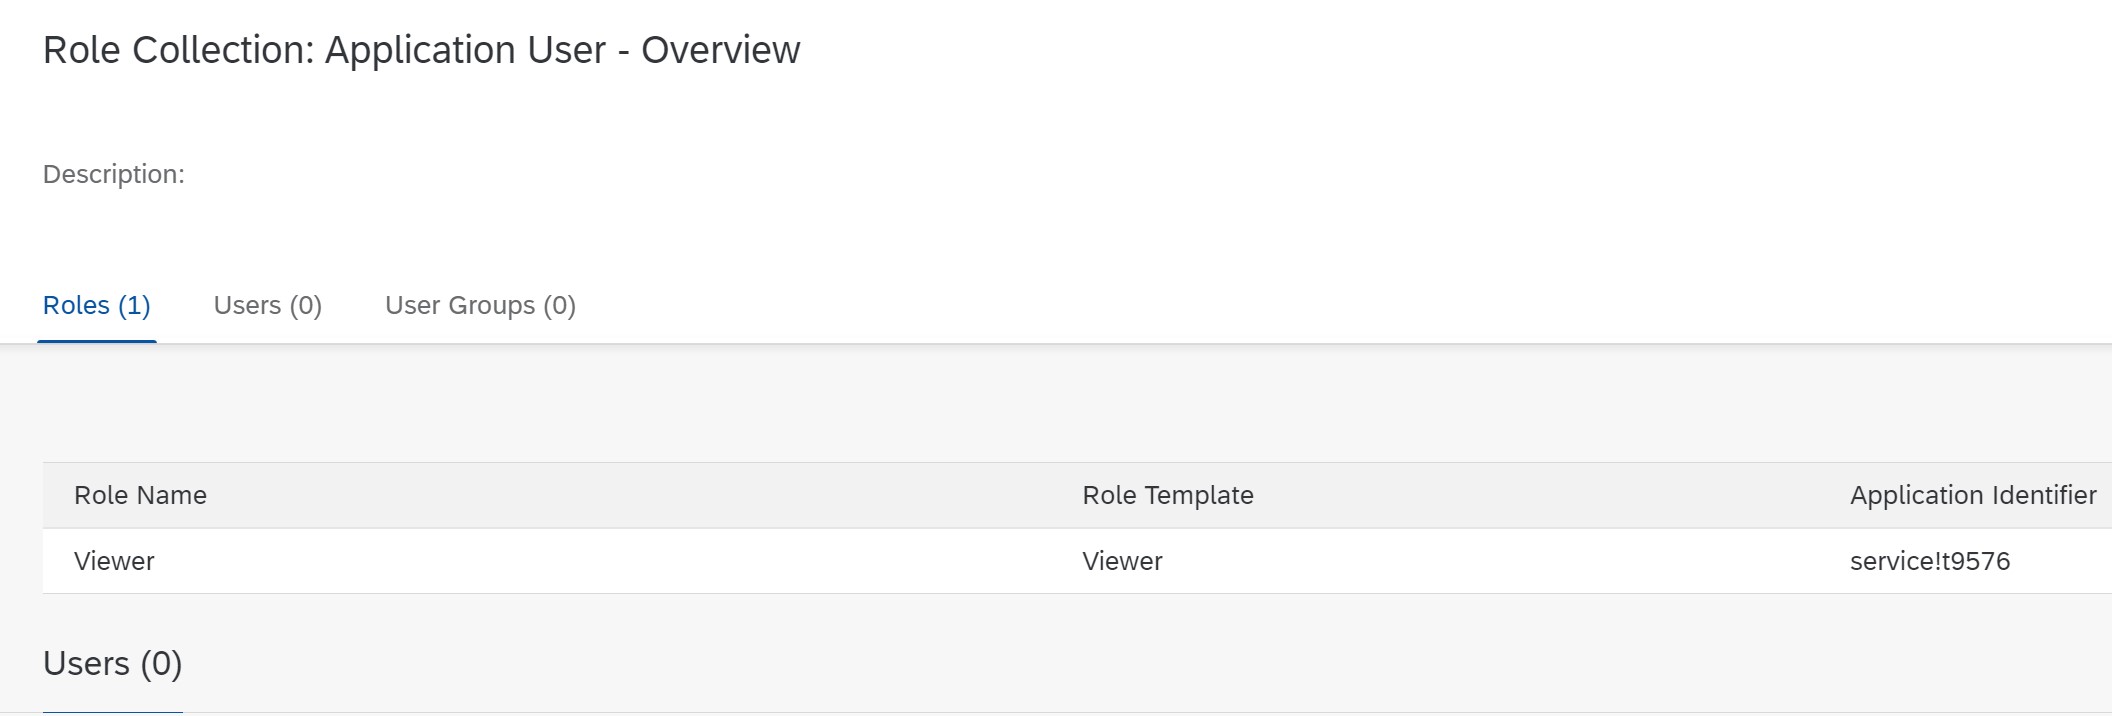 Role Collection: Application User - Overview
Description:
Roles (1) Users (0) User Groups (0)
Role Name Role Template Application Identifier
Viewer Viewer service!t9576
Users (0)